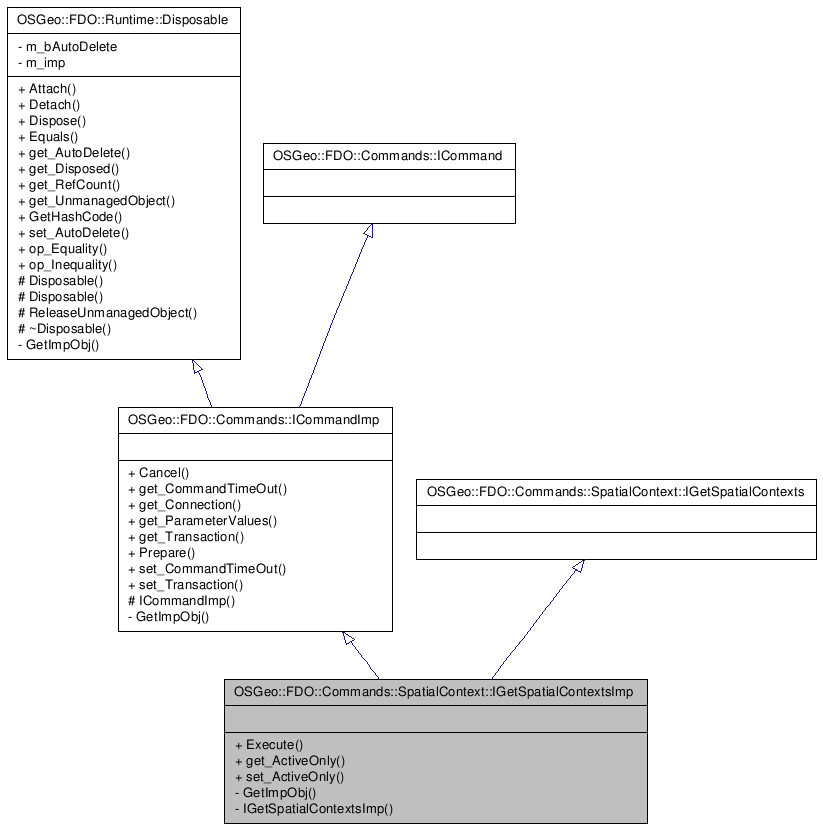 OSGeo::FDO::Runtime::Disposable
- m_bAutoDelete
- m_imp
+ Attach()
+ Detach()
+ Dispose()
+ Equals()
+ get_AutoDelete()
+ get_Disposed()
+ get_RefCount()
+ get_UnmanagedObject()
+ GetHashCode()
+ set_AutoDelete()
+ op_Equality()
+ op_Inequality()
# Disposable()
# Disposable()
# ReleaseUnmanagedObject()
# ~Disposable()
- GetImpObj()
OSGeo::FDO::Commands::ICommand
OSGeo::FDO::Commands::ICommandImp
+ Cancel()
+ get_CommandTimeOut()
+ get_Connection()
+ get_ParameterValues()
+ get_Transaction()
+ Prepare()
+ set_CommandTimeOut()
+ set_Transaction()
# ICommandImp()
- GetImpObj()
OSGeo::FDO::Commands::SpatialContext::IGetSpatialContexts
OSGeo::FDO::Commands::SpatialContext::IGetSpatialContextsImp
+ Execute()
+ get_ActiveOnly()
+ set_ActiveOnly()
- GetImpObj()
- IGetSpatialContextsImp()